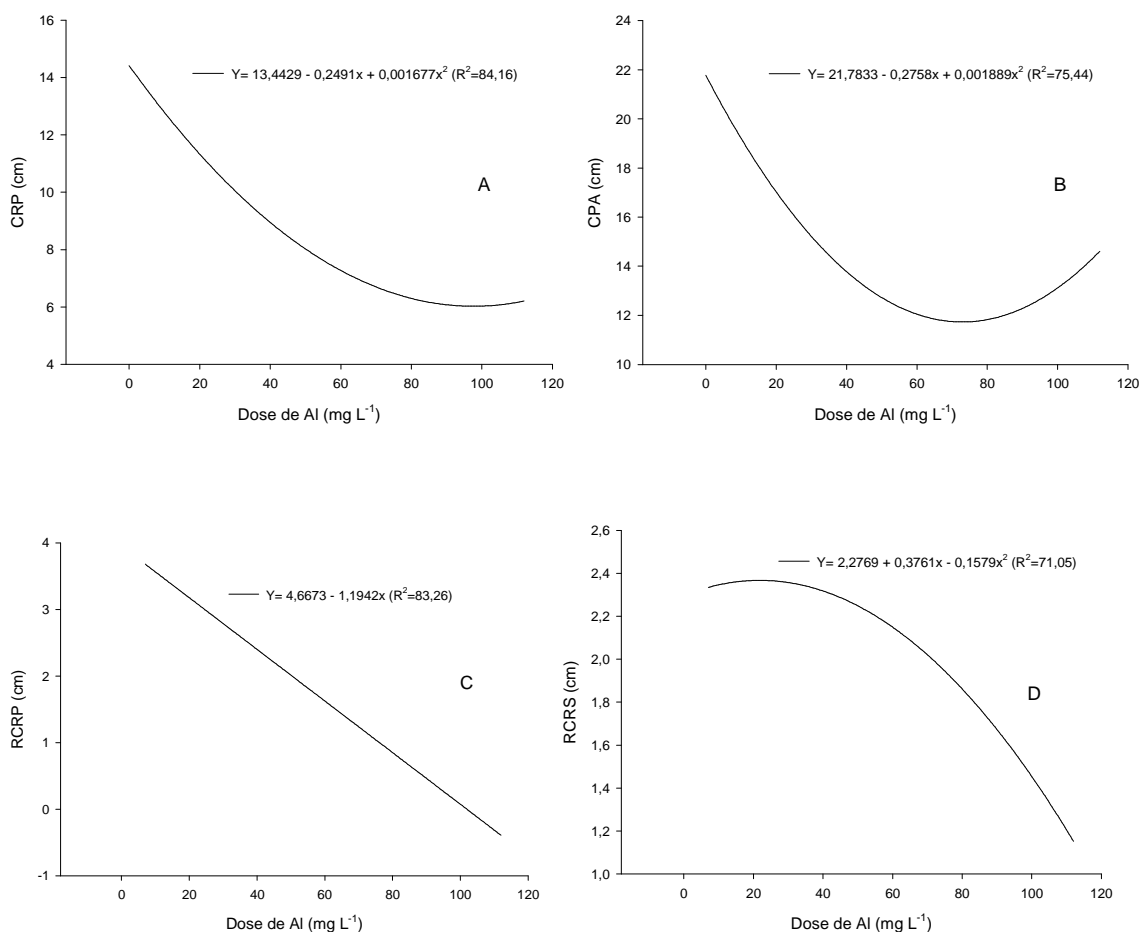 16
14
12
10
8
6
4
CRP (cm)
Y= 13,4429 - 0,2491x + 0,001677x² (R²=84,16)
A
0 20 40 60 80 100 120
Dose de Al (mg L⁻¹)
24
22
20
18
16
14
12
10
CPA (cm)
Y= 21,7833 - 0,2758x + 0,001889x² (R²=75,44)
B
0 20 40 60 80 100 120
Dose de Al (mg L⁻¹)
4
3
2
1
0
-1
RCRP (cm)
Y= 4,6673 - 1,1942x (R²=83,26)
C
0 20 40 60 80 100 120
Dose de Al (mg L⁻¹)
2,6
2,4
2,2
2,0
1,8
1,6
1,4
1,2
1,0
RCRS (cm)
Y= 2,2769 + 0,3761x - 0,1579x² (R²=71,05)
D
0 20 40 60 80 100 120
Dose de Al (mg L⁻¹)